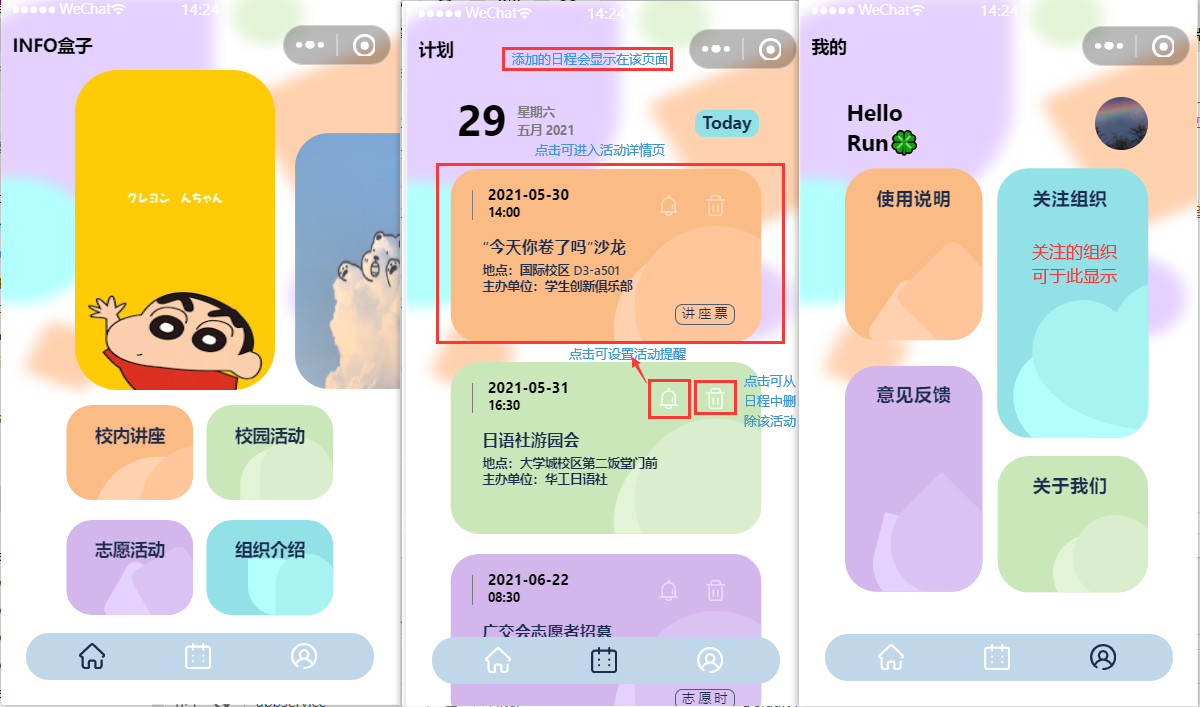 WeChat
14:24
INFO盒子
クレヨン んちゃん
校内讲座
校园活动
志愿活动
组织介绍
WeChat
14:24
计划
添加的日程会显示在该页面
29
星期六
五月 2021
Today
点击可进入活动详情页
2021-05-30
14:00
“今天你卷了吗”沙龙
地点：国际校区 D3-a501
主办单位：学生创新俱乐部
讲座票
点击可设置活动提醒
2021-05-31
16:30
点击可从
日程中删
除该活动
日语社游园会
地点：大学城校区第二饭堂门前
主办单位：华工日语社
2021-06-22
08:30
广交会志愿者招募
志愿时
WeChat
14:24
我的
Hello
Run
使用说明
关注组织
关注的组织
可于此显示
意见反馈
关于我们
appservice